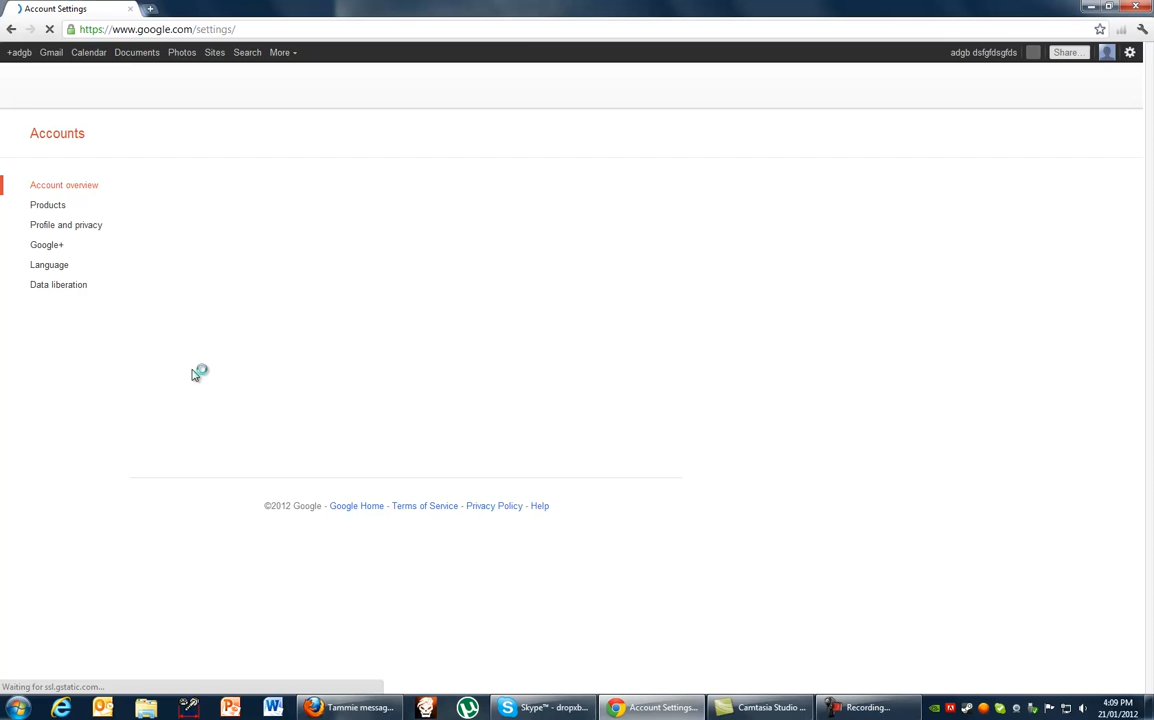 Account Settings
https://www.google.com/settings/
+adgb Gmail Calendar Documents Photos Sites Search More adgb dsfgfdsgfds Share...
Accounts
Account overview
Products
Profile and privacy
Google+
Language
Data liberation
©2012 Google - Google Home - Terms of Service - Privacy Policy - Help
Waiting for ssl.gstatic.com...
Tammie messag... Skype™ - dropxb... Account Settings... Camtasia Studio ... Recording...
4:09 PM
21/01/2012